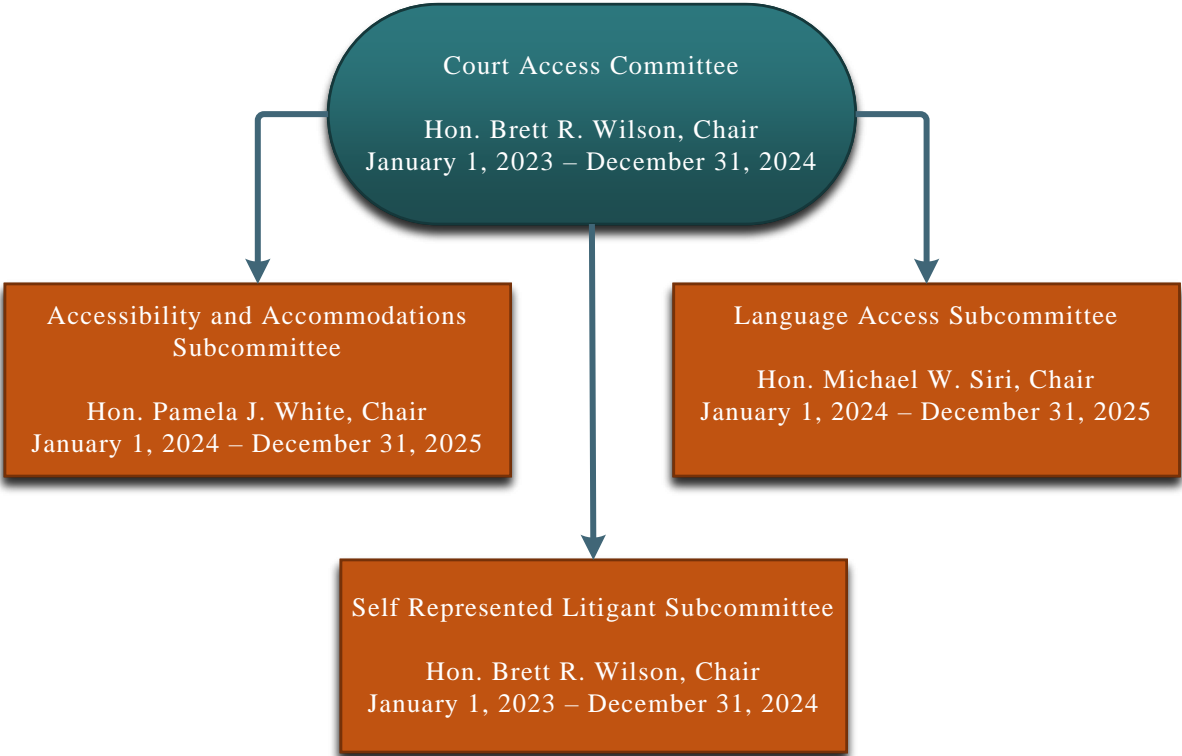 Court Access Committee
Hon. Brett R. Wilson, Chair
January 1, 2023 – December 31, 2024
Accessibility and Accommodations
Subcommittee
Hon. Pamela J. White, Chair
January 1, 2024 – December 31, 2025
Language Access Subcommittee
Hon. Michael W. Siri, Chair
January 1, 2024 – December 31, 2025
Self Represented Litigant Subcommittee
Hon. Brett R. Wilson, Chair
January 1, 2023 – December 31, 2024